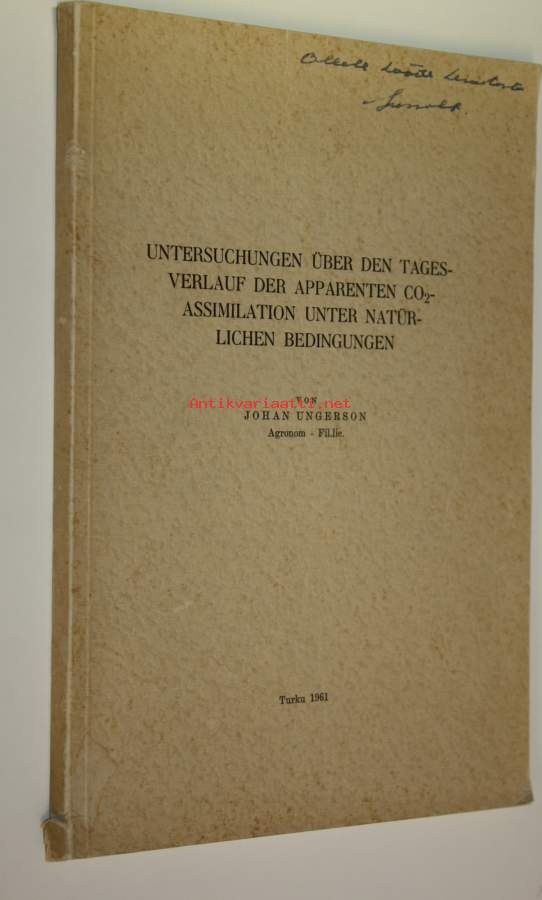 UNTERSUCHUNGEN ÜBER DEN TAGES-
VERLAUF DER APPARENTEN CO₂-
ASSIMILATION UNTER NATÜR-
LICHEN BEDINGUNGEN
VON
Antikvariaatti.net
JOHAN UNGERSON
Agronom - Fil.lic.
Turku 1961